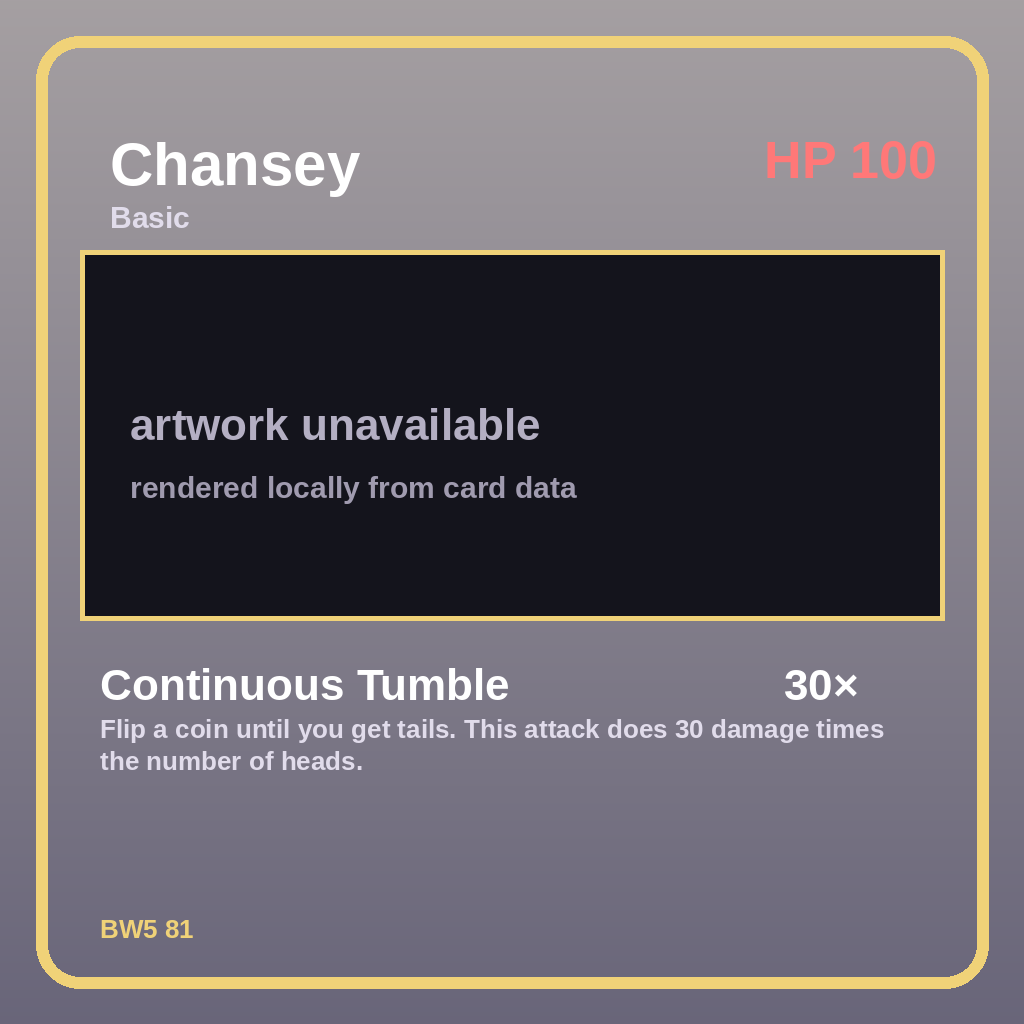 Chansey
HP 100
Basic
artwork unavailable
rendered locally from card data
Continuous Tumble
30×
Flip a coin until you get tails. This attack does 30 damage times
the number of heads.
BW5 81